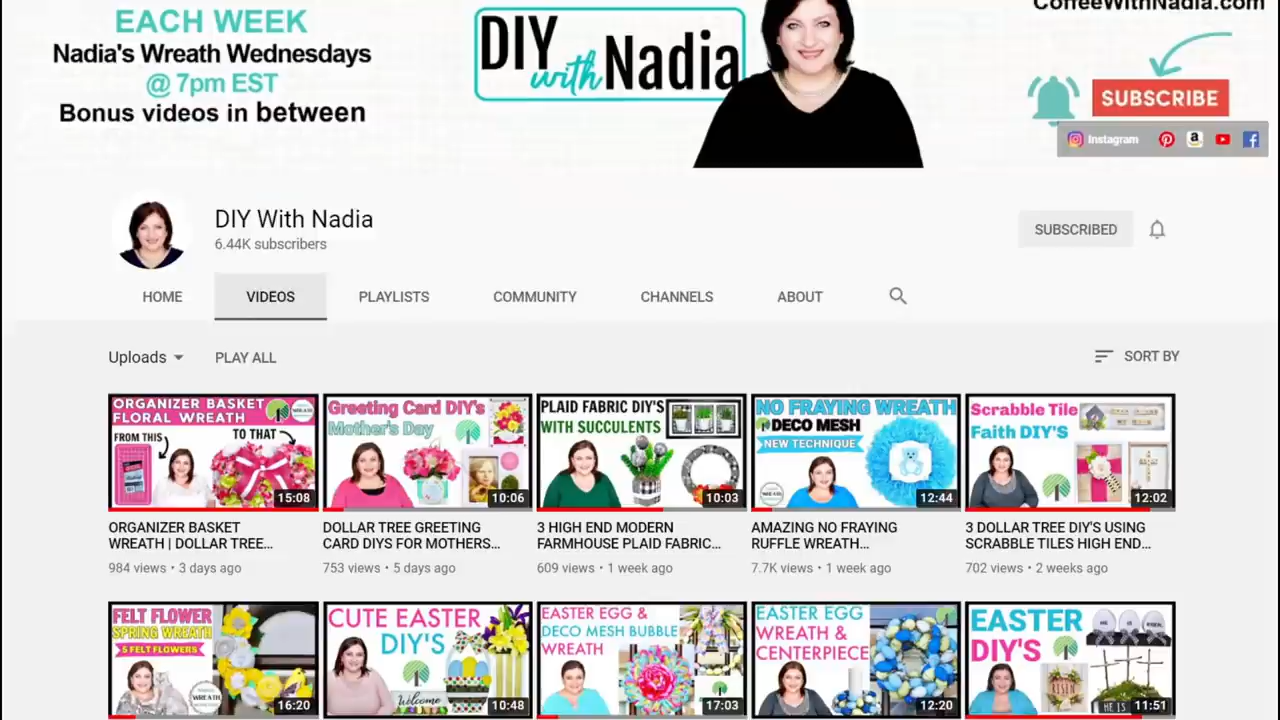 EACH WEEK
Nadia's Wreath Wednesdays
@ 7pm EST
Bonus videos in between
DIY
with Nadia
CoffeeWithNadia.com
SUBSCRIBE
Instagram
DIY With Nadia
6.44K subscribers
SUBSCRIBED
HOME VIDEOS PLAYLISTS COMMUNITY CHANNELS ABOUT
Uploads PLAY ALL SORT BY
ORGANIZER BASKET
FLORAL WREATH
FROM THIS TO THAT
15:08
Greeting Card DIY's
Mother's Day
10:06
PLAID FABRIC DIY'S
WITH SUCCULENTS
10:03
NO FRAYING WREATH
DECO MESH
NEW TECHNIQUE
12:44
Scrabble Tile
Faith DIY'S
12:02
ORGANIZER BASKET
WREATH | DOLLAR TREE...
984 views • 3 days ago
DOLLAR TREE GREETING
CARD DIYS FOR MOTHERS...
753 views • 5 days ago
3 HIGH END MODERN
FARMHOUSE PLAID FABRIC...
609 views • 1 week ago
AMAZING NO FRAYING
RUFFLE WREATH...
7.7K views • 1 week ago
3 DOLLAR TREE DIY'S USING
SCRABBLE TILES HIGH END...
702 views • 2 weeks ago
FELT FLOWER
SPRING WREATH
5 FELT FLOWERS
WREATH
16:20
CUTE EASTER
DIY'S
Welcome
10:48
EASTER EGG &
DECO MESH BUBBLE
WREATH
17:03
EASTER EGG
WREATH &
CENTERPIECE
12:20
EASTER
DIY'S
RISEN
HE IS
11:51